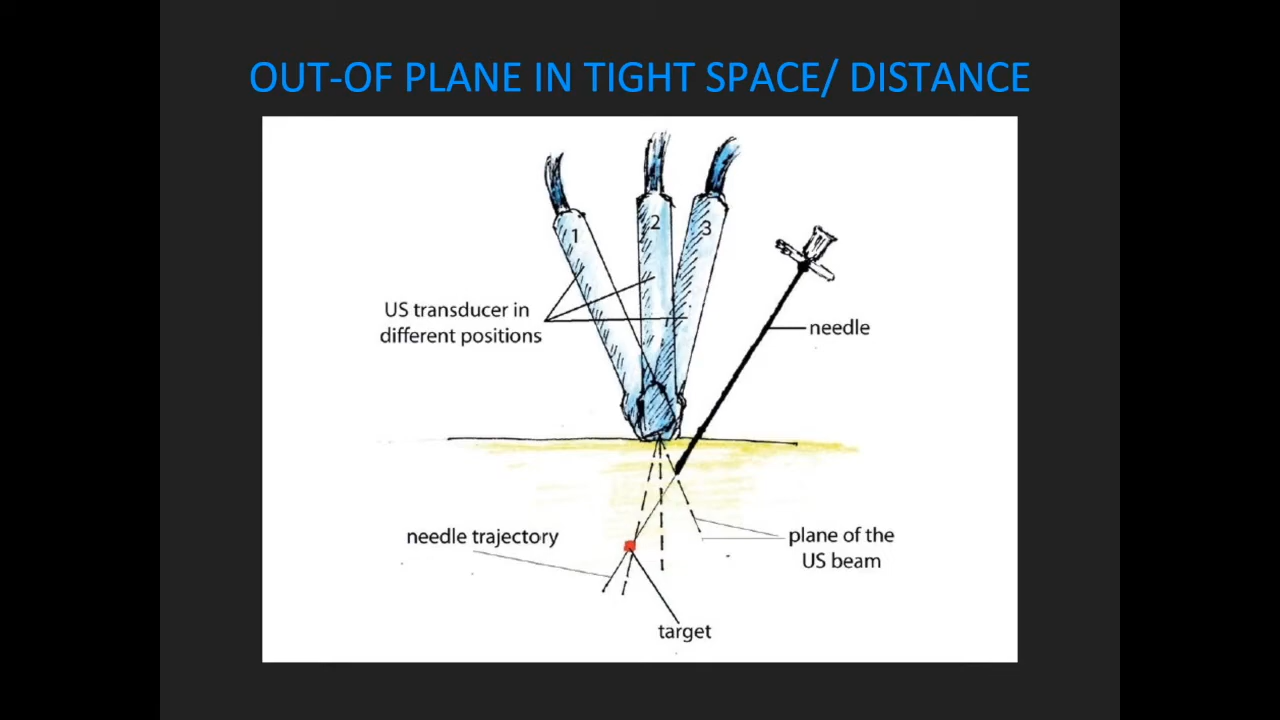 OUT-OF PLANE IN TIGHT SPACE/ DISTANCE
1
2
3
US transducer in
different positions
needle
needle trajectory
plane of the
US beam
target